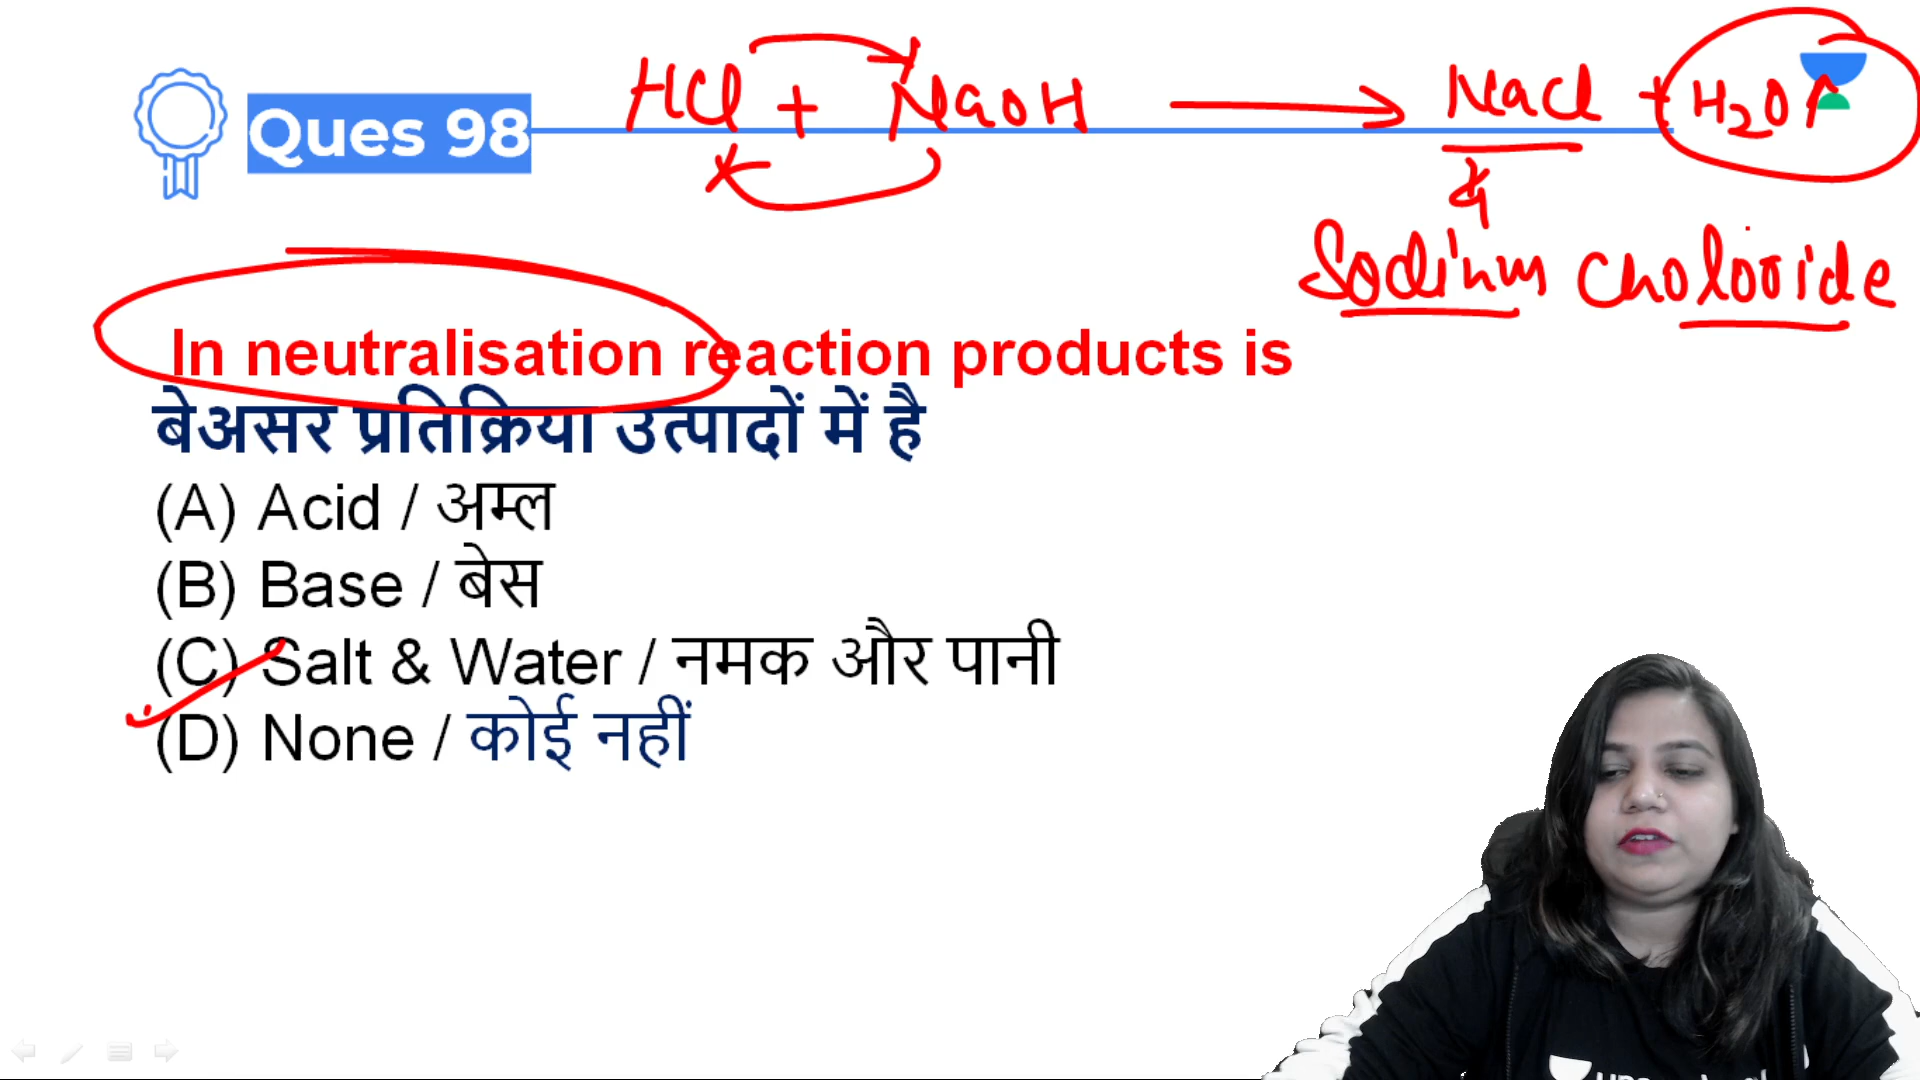 HCl + NaOH → NaCl + H2O
Ques 98
Sodium Choloride
In neutralisation reaction products is
बेअसर प्रतिक्रिया उत्पादों में है
(A) Acid / अम्ल
(B) Base / बेस
(C) Salt & Water / नमक और पानी
(D) None / कोई नहीं